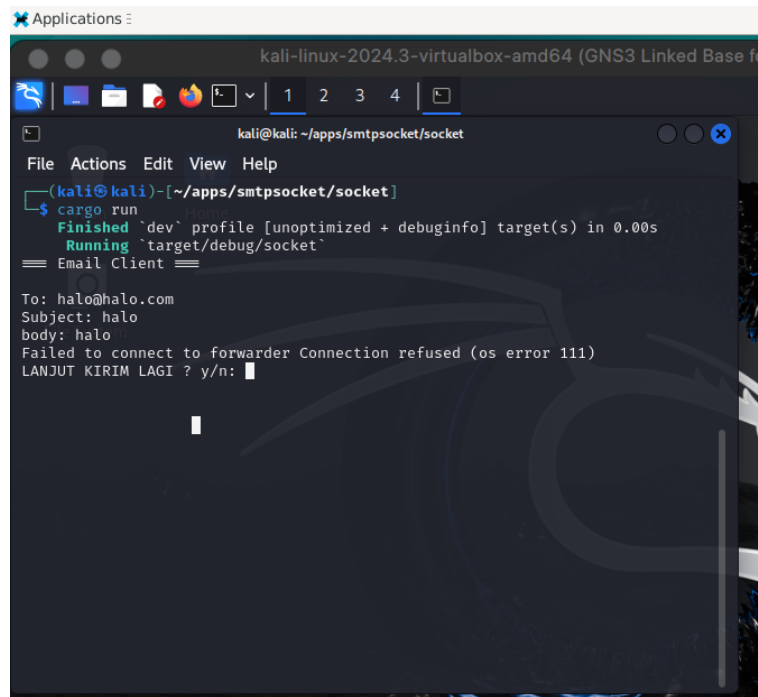 Applications
kali-linux-2024.3-virtualbox-amd64 (GNS3 Linked Base fo
1 2 3 4
kali@kali: ~/apps/smtpsocket/socket
File Actions Edit View Help
(kali㉿kali)-[~/apps/smtpsocket/socket]
$ cargo run
Finished `dev` profile [unoptimized + debuginfo] target(s) in 0.00s
Running `target/debug/socket`
=== Email Client ===
To: halo@halo.com
Subject: halo
body: halo
Failed to connect to forwarder Connection refused (os error 111)
LANJUT KIRIM LAGI ? y/n: